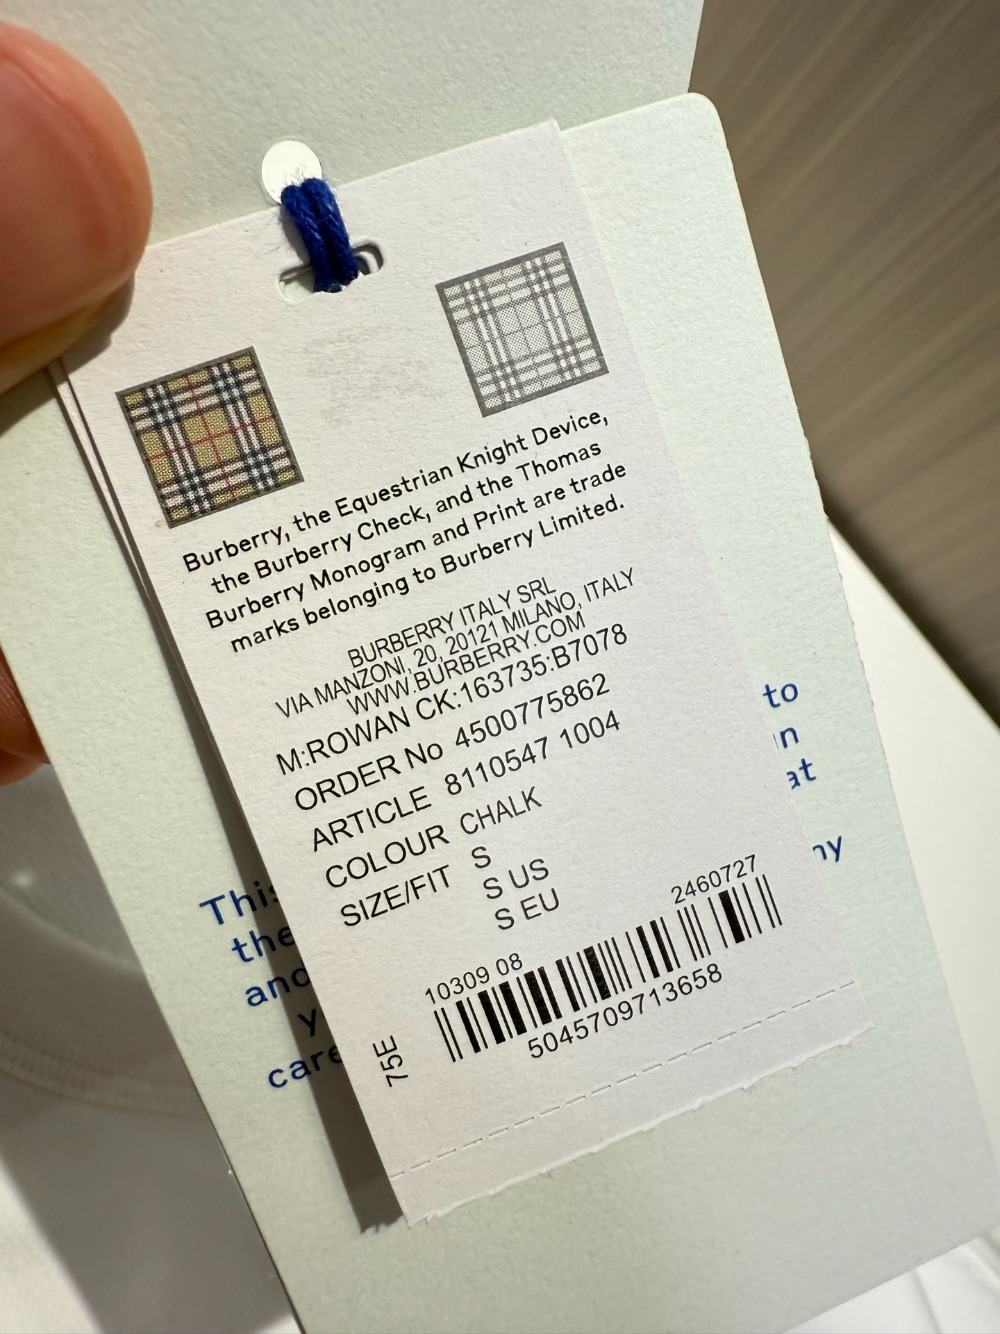 Burberry, the Equestrian Knight Device,
the Burberry Check, and the Thomas
Burberry Monogram and Print are trade
marks belonging to Burberry Limited.
BURBERRY ITALY SRL
VIA MANZONI, 20, 20121 MILANO, ITALY
WWW.BURBERRY.COM
M:ROWAN CK:163735:B7078
ORDER No 4500775862
ARTICLE 8110547 1004
COLOUR CHALK
SIZE/FIT S
S US
S EU
10309 08 2460727
5045709713658
75E
to
at
This
the
and
care